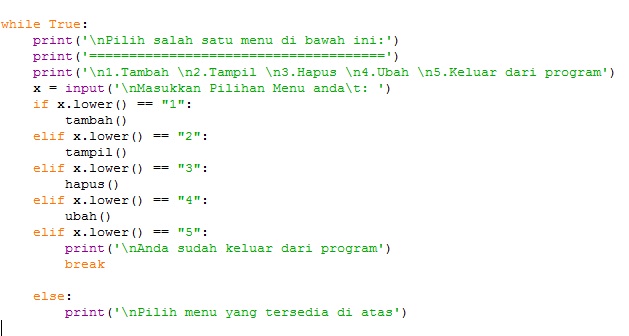 while True:
    print('\nPilih salah satu menu di bawah ini:')
    print('=====================================')
    print('\n1.Tambah \n2.Tampil \n3.Hapus \n4.Ubah \n5.Keluar dari program')
    x = input('\nMasukkan Pilihan Menu anda\t: ')
    if x.lower() == "1":
        tambah()
    elif x.lower() == "2":
        tampil()
    elif x.lower() == "3":
        hapus()
    elif x.lower() == "4":
        ubah()
    elif x.lower() == "5":
        print('\nAnda sudah keluar dari program')
        break

    else:
        print('\nPilih menu yang tersedia di atas')